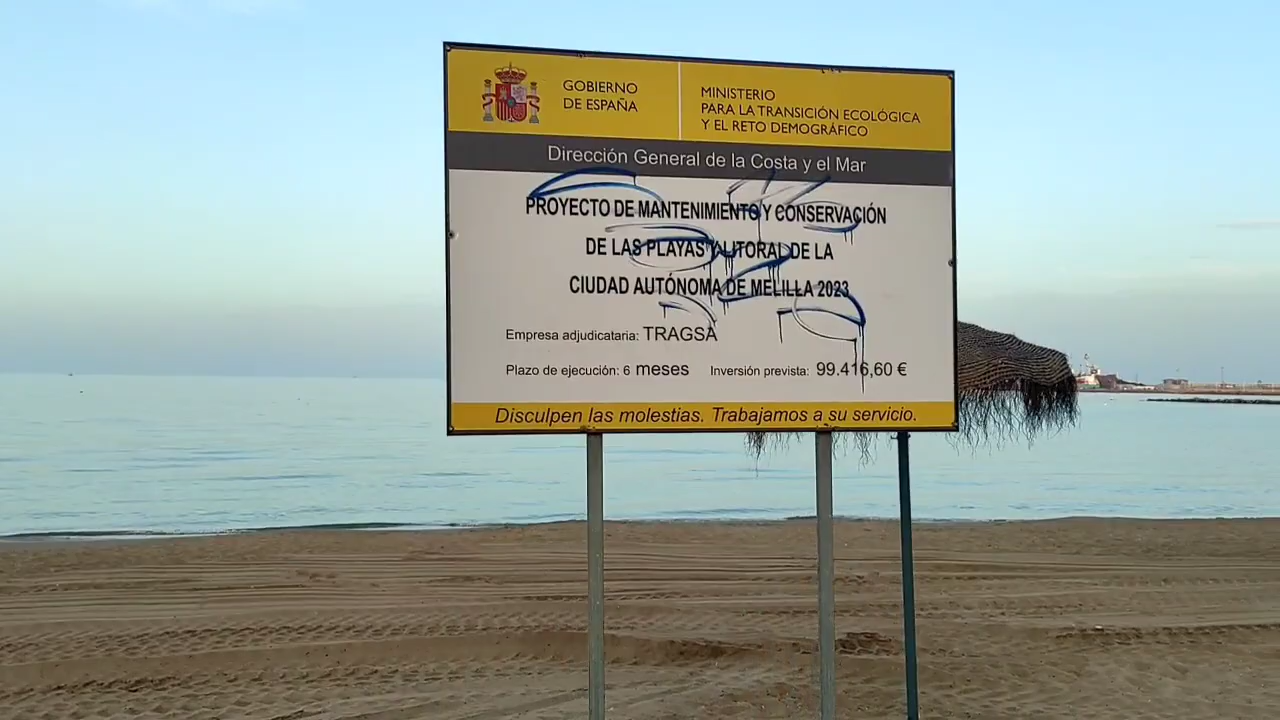 GOBIERNO
DE ESPAÑA
MINISTERIO
PARA LA TRANSICIÓN ECOLÓGICA
Y EL RETO DEMOGRÁFICO
Dirección General de la Costa y el Mar
PROYECTO DE MANTENIMIENTO Y CONSERVACIÓN
DE LAS PLAYAS Y LITORAL DE LA
CIUDAD AUTÓNOMA DE MELILLA 2023
Empresa adjudicataria: TRAGSA
Plazo de ejecución: 6 meses Inversión prevista: 99.416,60 €
Disculpen las molestias. Trabajamos a su servicio.